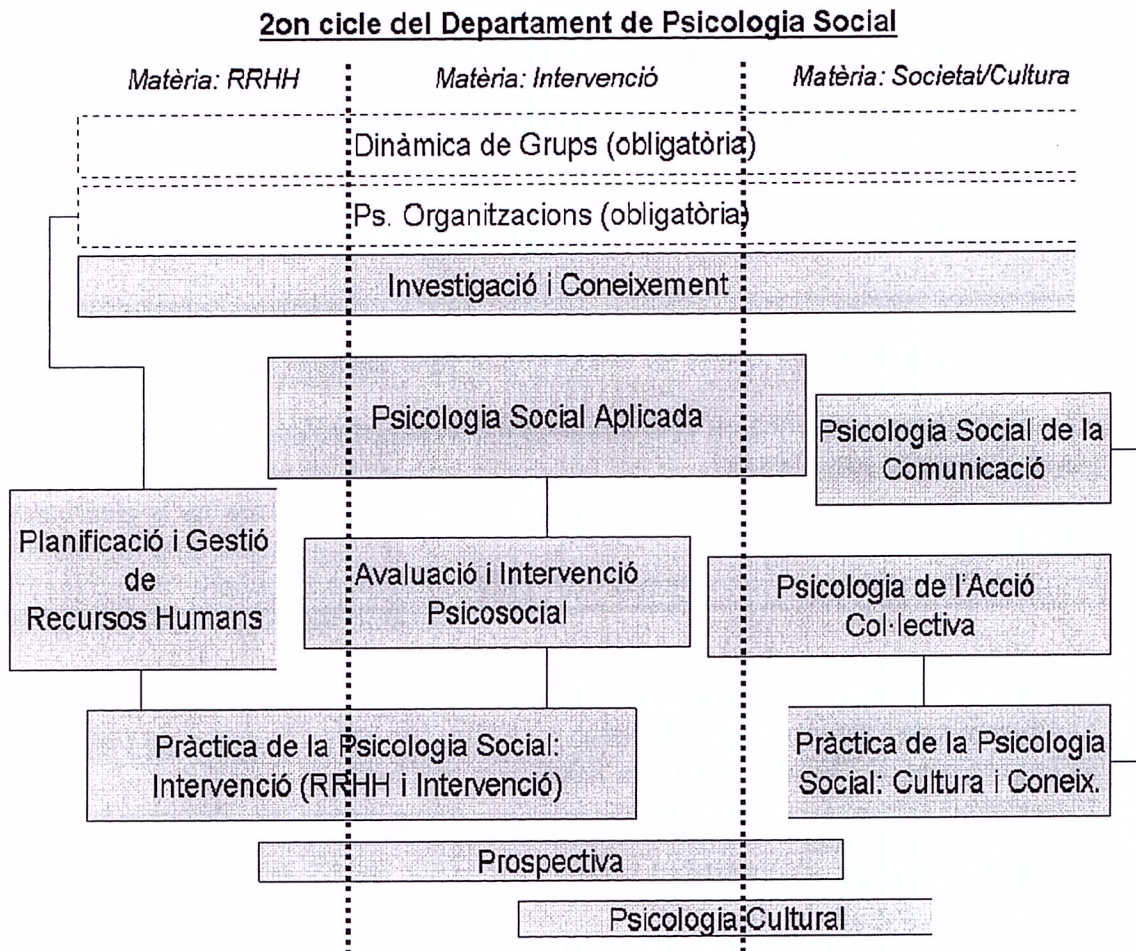 2on cicle del Departament de Psicologia Social
Matèria: RRHH
Matèria: Intervenció
Matèria: Societat/Cultura
Dinàmica de Grups (obligatòria)
Ps. Organitzacions (obligatòria)
Investigació i Coneixement
Psicologia Social Aplicada
Psicologia Social de la
Comunicació
Planificació i Gestió
de
Recursos Humans
Avaluació i Intervenció
Psicosocial
Psicologia de l'Acció
Col·lectiva
Pràctica de la Psicologia Social:
Intervenció (RRHH i Intervenció)
Pràctica de la Psicologia
Social: Cultura i Coneix.
Prospectiva
Psicologia Cultural